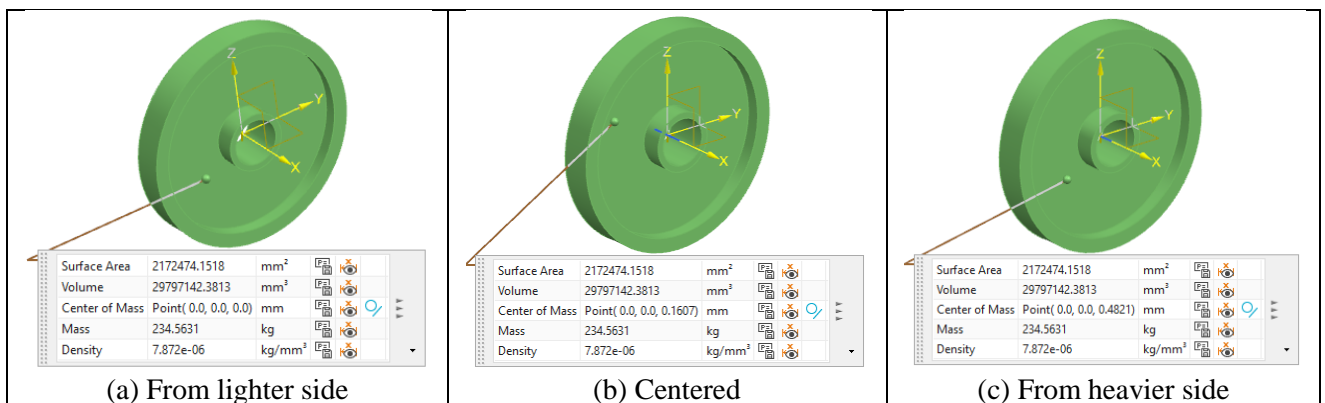 Z
Y
X
Surface Area 2172474.1518 mm²
Volume 29797142.3813 mm³
Center of Mass Point( 0.0, 0.0, 0.0) mm
Mass 234.5631 kg
Density 7.872e-06 kg/mm³
(a) From lighter side
Z
Y
X
Surface Area 2172474.1518 mm²
Volume 29797142.3813 mm³
Center of Mass Point( 0.0, 0.0, 0.1607) mm
Mass 234.5631 kg
Density 7.872e-06 kg/mm³
(b) Centered
Z
Y
X
Surface Area 2172474.1518 mm²
Volume 29797142.3813 mm³
Center of Mass Point( 0.0, 0.0, 0.4821) mm
Mass 234.5631 kg
Density 7.872e-06 kg/mm³
(c) From heavier side